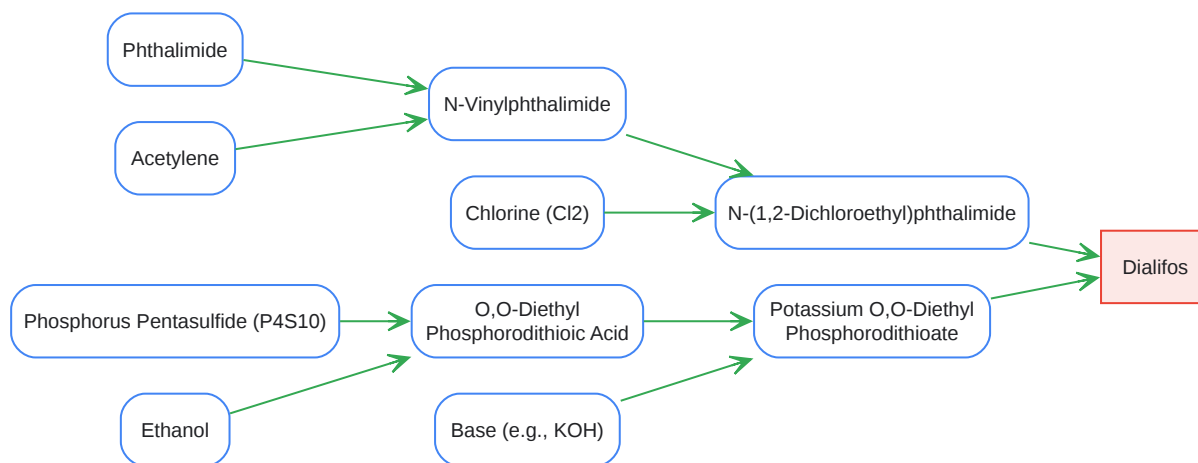 Phthalimide
Acetylene
N-Vinylphthalimide
Chlorine (Cl2)
N-(1,2-Dichloroethyl)phthalimide
Dialifos
Phosphorus Pentasulfide (P4S10)
Ethanol
O,O-Diethyl
Phosphorodithioic Acid
Base (e.g., KOH)
Potassium O,O-Diethyl
Phosphorodithioate